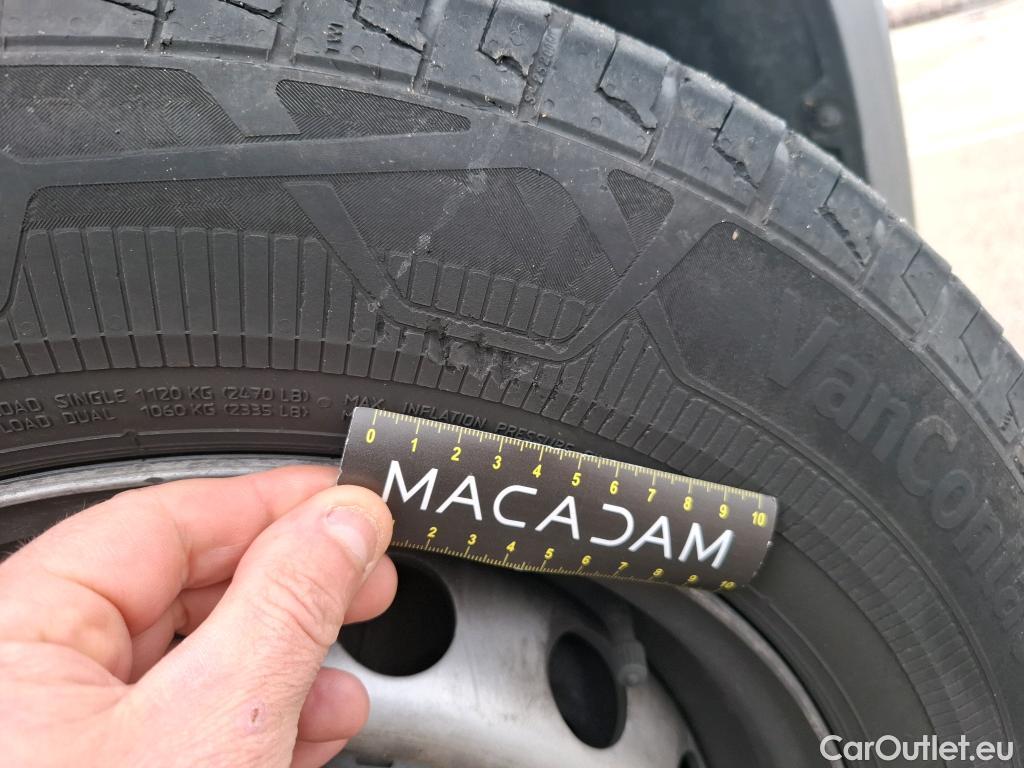 TWI
LOAD SINGLE 1120 KG (2470 LB) MAX. INFLATION PRESSURE
LOAD DUAL 1060 KG (2335 LB)
VanConta
0 1 2 3 4 5 6 7 8 9 10
MACADAM
2 3 4 5 6 7 8 9 10
CarOutlet.eu